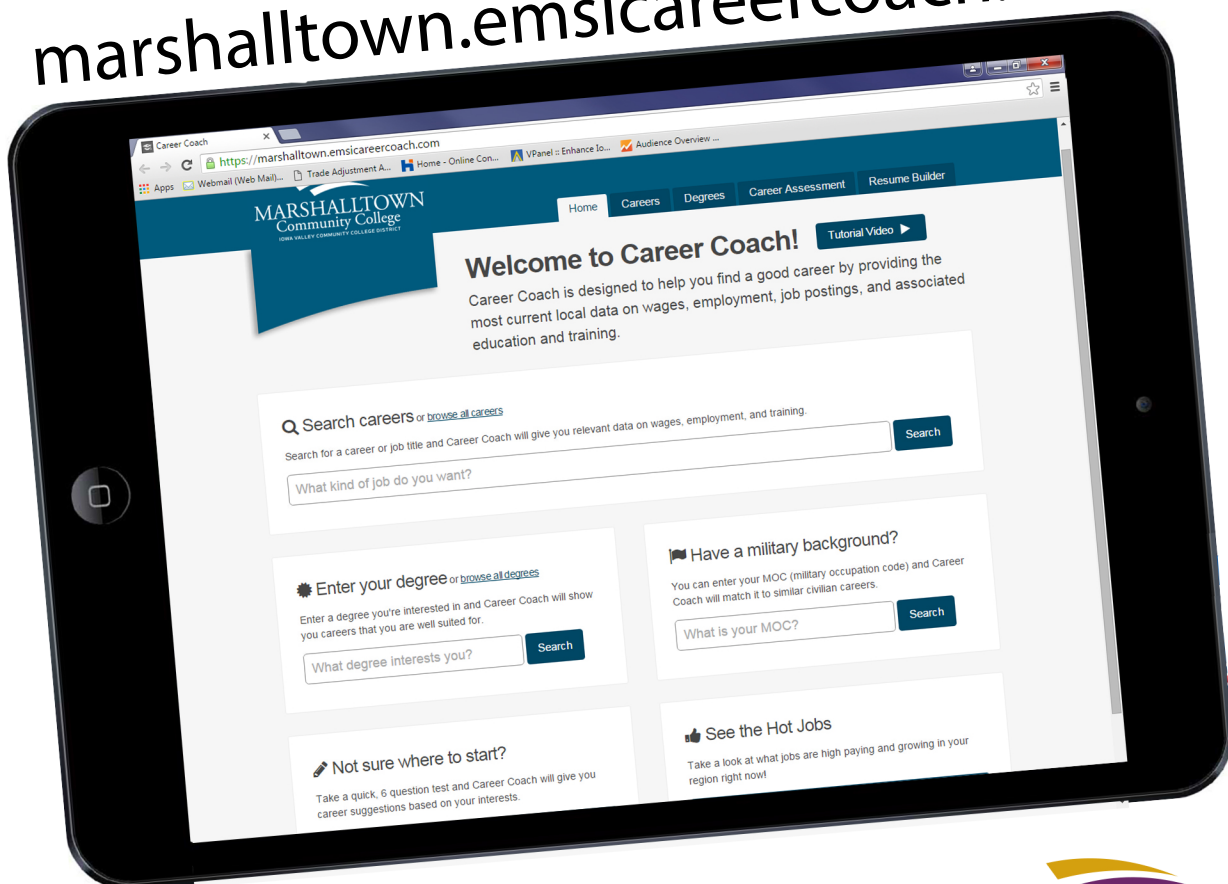 marshalltown.emsicareercoach.
Career Coach
https://marshalltown.emsicareercoach.com
Apps Webmail (Web Mail)... Trade Adjustment A... Home - Online Con... VPanel :: Enhance Io... Audience Overview ...
MARSHALLTOWN
Community College
IOWA VALLEY COMMUNITY COLLEGE DISTRICT
Home Careers Degrees Career Assessment Resume Builder
Welcome to Career Coach! Tutorial Video
Career Coach is designed to help you find a good career by providing the
most current local data on wages, employment, job postings, and associated
education and training.
Search careers or browse all careers
Search for a career or job title and Career Coach will give you relevant data on wages, employment, and training.
What kind of job do you want? Search
Enter your degree or browse all degrees
Enter a degree you're interested in and Career Coach will show
you careers that you are well suited for.
What degree interests you? Search
Have a military background?
You can enter your MOC (military occupation code) and Career
Coach will match it to similar civilian careers.
What is your MOC? Search
Not sure where to start?
Take a quick, 6 question test and Career Coach will give you
career suggestions based on your interests.
See the Hot Jobs
Take a look at what jobs are high paying and growing in your
region right now!